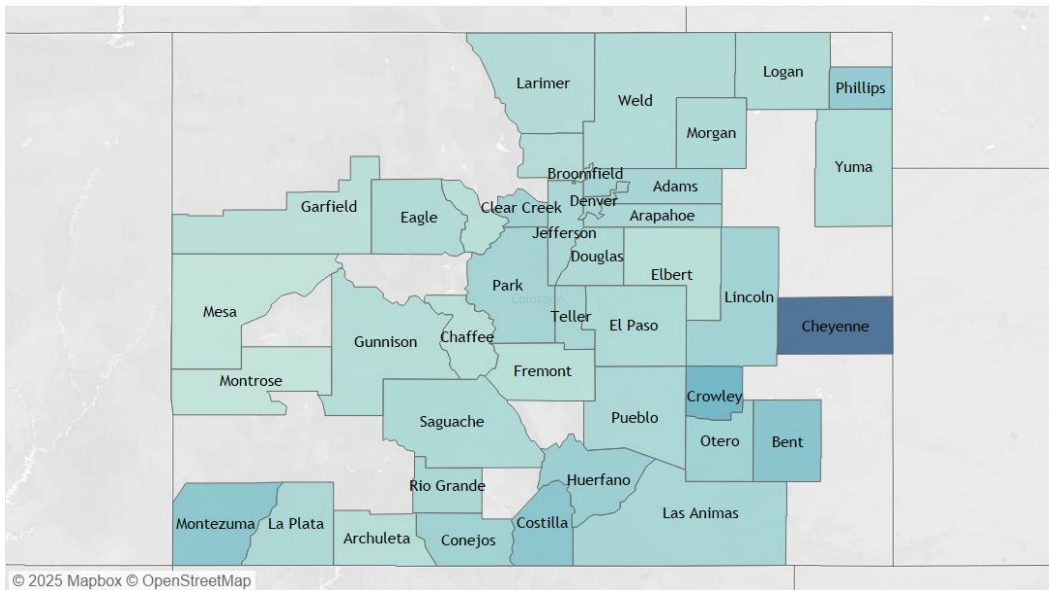 Larimer
Weld
Logan
Phillips
Morgan
Yuma
Broomfield
Adams
Denver
Clear Creek
Garfield
Eagle
Arapahoe
Jefferson
Douglas
Elbert
Park
Lincoln
Colorado
Mesa
Teller
El Paso
Cheyenne
Gunnison
Chaffee
Fremont
Montrose
Crowley
Saguache
Pueblo
Otero
Bent
Rio Grande
Huerfano
Las Animas
Montezuma
La Plata
Costilla
Archuleta
Conejos
© 2025 Mapbox © OpenStreetMap